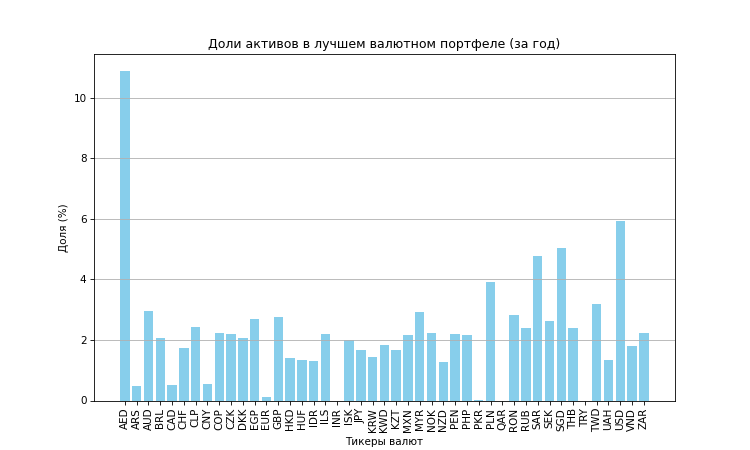 Доли активов в лучшем валютном портфеле (за год)
10
8
6
4
2
0
Доля (%)
AED ARS AUD BRL CAD CHF CLP CNY COP CZK DKK EGP EUR GBP HKD HUF IDR ILS INR ISK JPY KRW KWD KZT MXN MYR NOK NZD PEN PHP PKR PLN QAR RON RUB SAR SEK SGD THB TRY TWD UAH USD VND ZAR
Тикеры валют